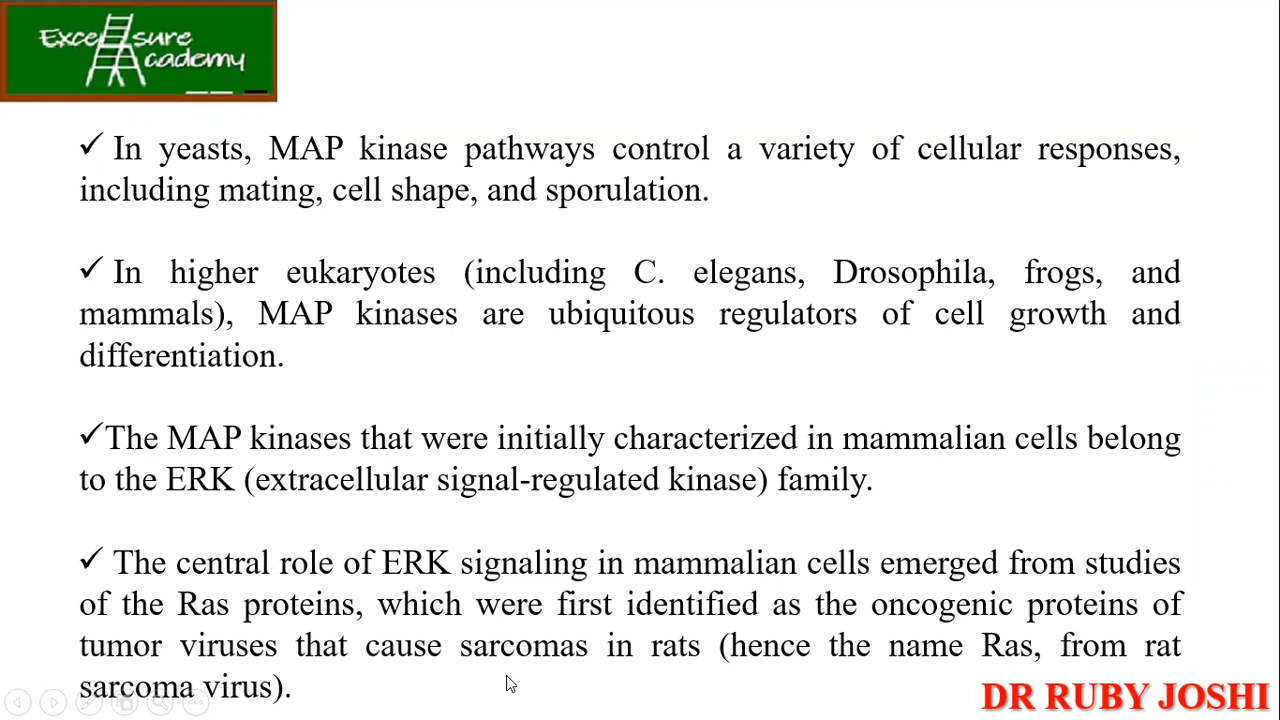 Excel sure
Academy
✓ In yeasts, MAP kinase pathways control a variety of cellular responses,
including mating, cell shape, and sporulation.
✓ In higher eukaryotes (including C. elegans, Drosophila, frogs, and
mammals), MAP kinases are ubiquitous regulators of cell growth and
differentiation.
✓The MAP kinases that were initially characterized in mammalian cells belong
to the ERK (extracellular signal-regulated kinase) family.
✓ The central role of ERK signaling in mammalian cells emerged from studies
of the Ras proteins, which were first identified as the oncogenic proteins of
tumor viruses that cause sarcomas in rats (hence the name Ras, from rat
sarcoma virus).
DR RUBY JOSHI